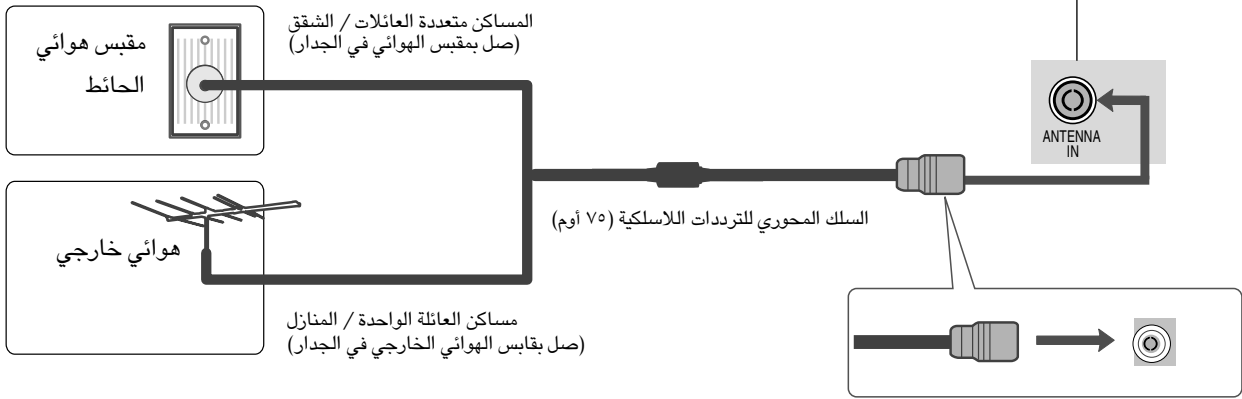 المساكن متعددة العائلات / الشقق
(صل بمقبس الهوائي في الجدار)
مقبس هوائي
الحائط
ANTENNA
IN
السلك المحوري للترددات اللاسلكية (٧٥ أوم)
هوائي خارجي
مساكن العائلة الواحدة / المنازل
(صل بقابس الهوائي الخارجي في الجدار)